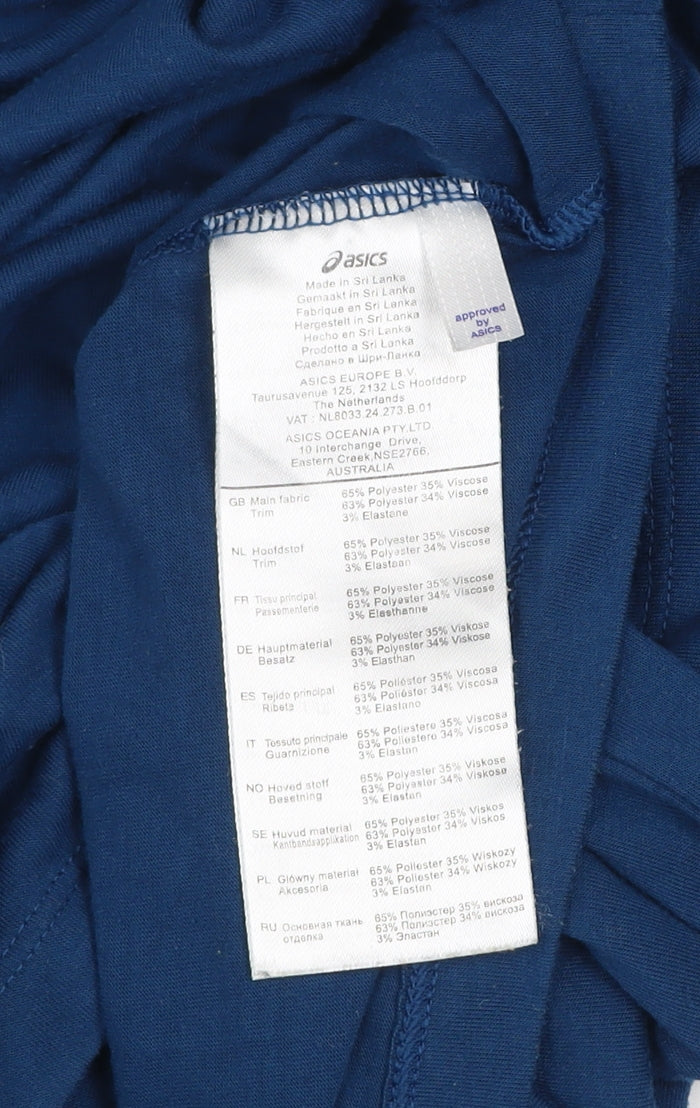 asics
Made in Sri Lanka
Gemaakt in Sri Lanka
Fabrique en Sri Lanka
Hergestelt in Sri Lanka
Hecho en Sri Lanka
Prodotto a Sri Lanka
Сделано в Шри-Ланка
approved
by
ASICS
ASICS EUROPE B.V.
Taurusavenue 125, 2132 LS Hoofddorp
The Netherlands
VAT : NL8033.24.273.B.01
ASICS OCEANIA PTY.LTD.
10 Interchange Drive,
Eastern Creek,NSE2766,
AUSTRALIA
GB Main fabric 65% Polyester 35% Viscose
Trim 63% Polyester 34% Viscose
3% Elastane
NL Hoofdstof 65% Polyester 35% Viscose
Trim 63% Polyester 34% Viscose
3% Elastaan
FR Tissu principal 65% Polyester 35% Viscose
Passementerie 63% Polyester 34% Viscose
3% Elasthanne
DE Hauptmaterial 65% Polyester 35% Viskose
Besatz 63% Polyester 34% Viskose
3% Elasthan
ES Tejido principal 65% Poliéster 35% Viscosa
Ribete 63% Poliéster 34% Viscosa
3% Elastano
IT Tessuto principale 65% Poliestere 35% Viscosa
Guarnizione 63% Poliestere 34% Viscosa
3% Elastan
NO Hoved stoff 65% Polyester 35% Viskose
Besetning 63% Polyester 34% Viskose
3% Elastan
SE Huvud material 65% Polyester 35% Viskos
Kantbandsapplikation 63% Polyester 34% Viskos
3% Elastan
PL Główny materiał 65% Poliester 35% Wiskozy
Akcesoria 63% Poliester 34% Wiskozy
3% Elastan
RU Основная ткань 65% Полиэстер 35% вискоза
отделка 63% Полиэстер 34% вискоза
3% Эластан